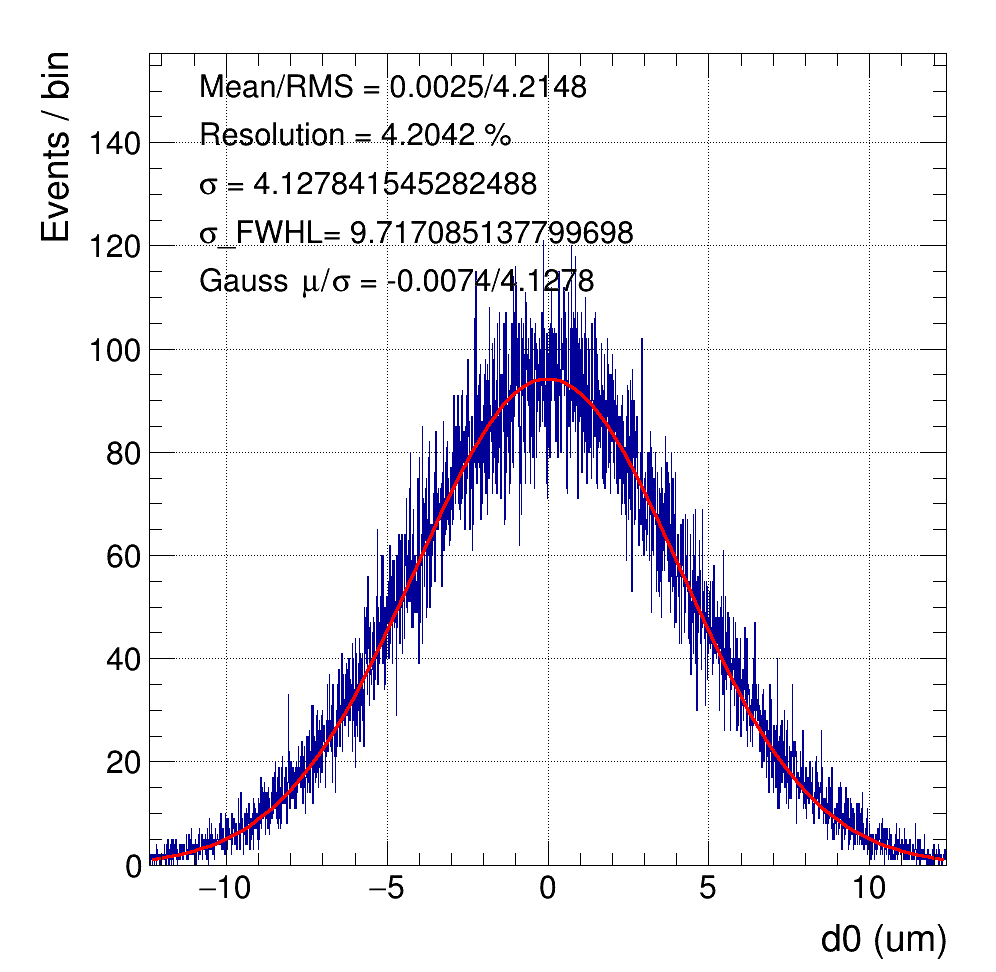 Events / bin
Mean/RMS = 0.0025/4.2148
Resolution = 4.2042 %
σ = 4.127841545282488
σ_FWHL= 9.717085137799698
Gauss μ/σ = -0.0074/4.1278
140
120
100
80
60
40
20
0
−10 −5 0 5 10
d0 (um)